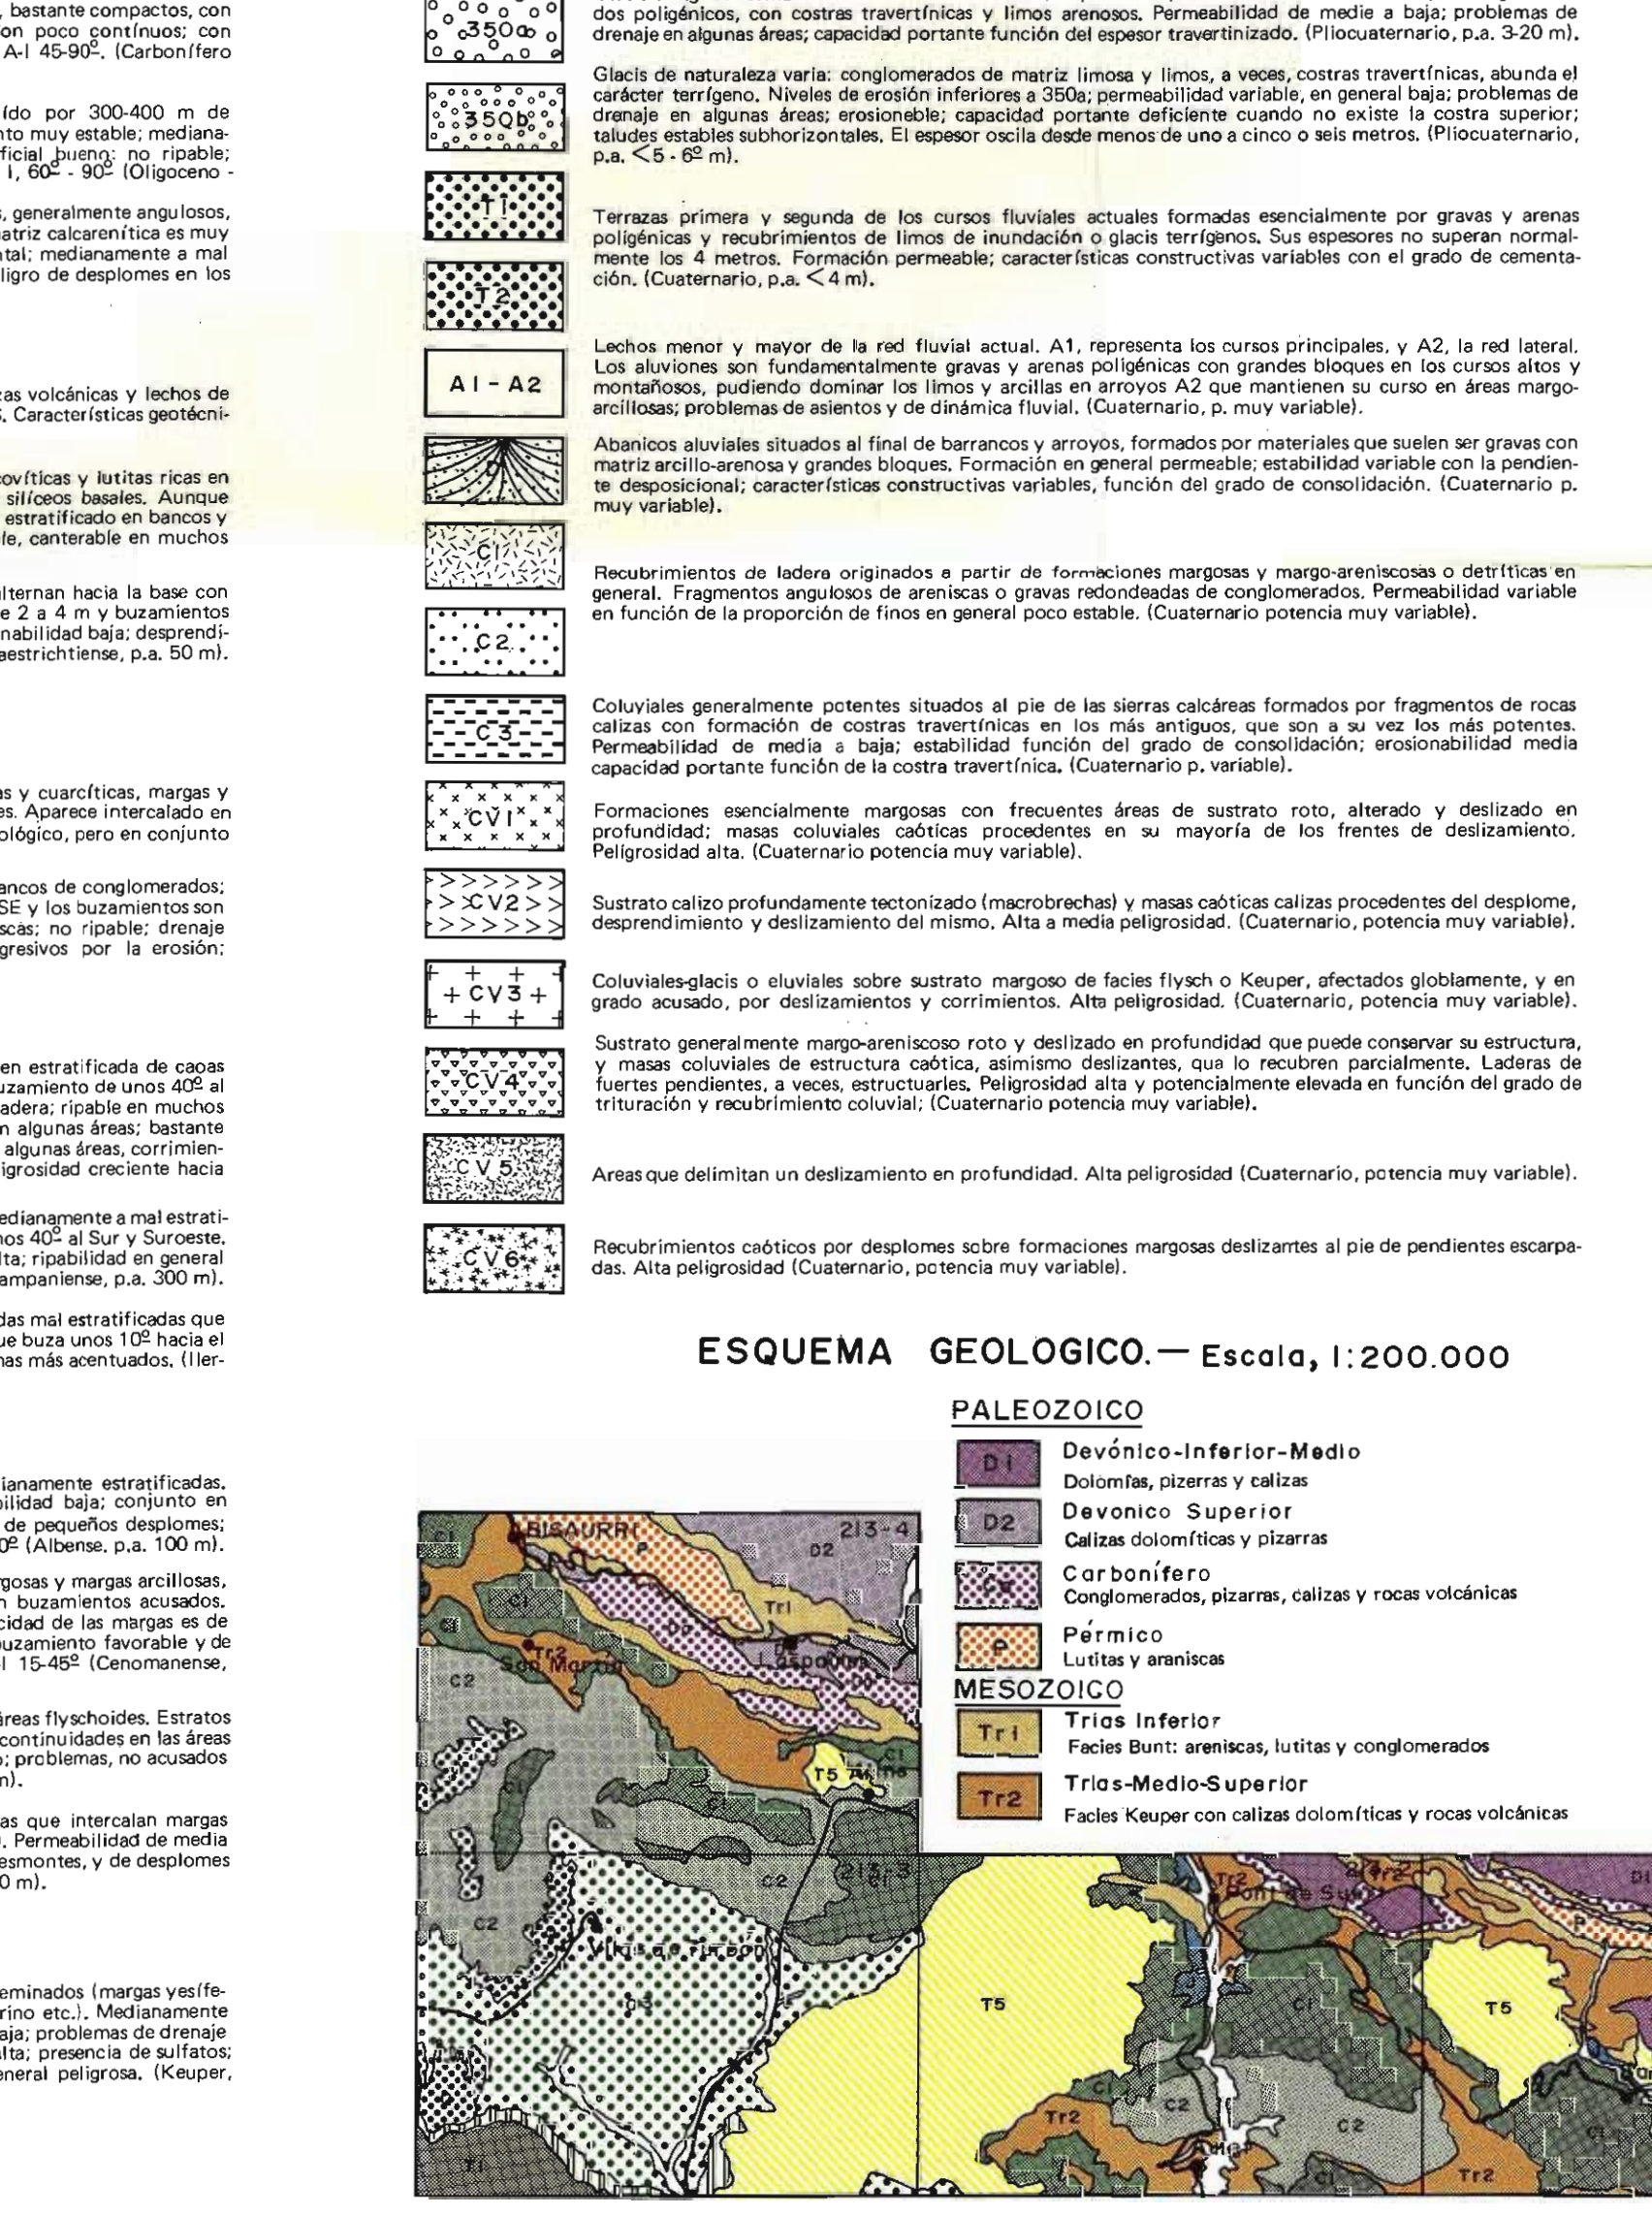 , bastante compactos, con
on poco contínuos; con
A-I 45-90º. (Carbonífero
ído por 300-400 m de
nto muy estable; mediana-
ficial bueno; no ripable;
I, 60º - 90º (Oligoceno -
s, generalmente angulosos,
atriz calcarenítica es muy
ntal; medianamente a mal
ligro de desplomes en los
cas volcánicas y lechos de
S. Características geotécni-
covíticas y lutitas ricas en
silíceos basales. Aunque
estratificado en bancos y
le, canterable en muchos
alternan hacia la base con
e 2 a 4 m y buzamientos
nabilidad baja; desprendi-
aestrichtiense, p.a. 50 m).
as y cuarcíticas, margas y
es. Aparece intercalado en
ológico, pero en conjunto
ancos de conglomerados;
SE y los buzamientos son
scas; no ripable; drenaje
gresivos por la erosión;
en estratificada de capas
uzamiento de unos 40º al
adera; ripable en muchos
n algunas áreas; bastante
algunas áreas, corrimien-
igrosidad creciente hacia
edianamente a mal estrati-
nos 40º al Sur y Suroeste.
lta; ripabilidad en general
ampaniense, p.a. 300 m).
das mal estratificadas que
ue buza unos 10º hacia el
nas más acentuados. (Iler-
ianamente estratificadas.
bilidad baja; conjunto en
de pequeños desplomes;
0º (Albense. p.a. 100 m).
gosas y margas arcillosas,
n buzamientos acusados.
cidad de las margas es de
buzamiento favorable y de
I 15-45º (Cenomanense,
áreas flyschoides. Estratos
continuidades en las áreas
o; problemas, no acusados
n).
as que intercalan margas
). Permeabilidad de media
esmontes, y de desplomes
0 m).
eminados (margas yesífe-
rino etc.). Medianamente
aja; problemas de drenaje
lta; presencia de sulfatos;
eneral peligrosa. (Keuper,
350a
dos poligénicos, con costras travertínicas y limos arenosos. Permeabilidad de medie a baja; problemas de
drenaje en algunas áreas; capacidad portante función del espesor travertinizado. (Pliocuaternario, p.a. 3-20 m).
35Qb
Glacis de naturaleza varia: conglomerados de matriz limosa y limos, a veces, costras travertínicas, abunda el
carácter terrígeno. Niveles de erosión inferiores a 350a; permeabilidad variable, en general baja; problemas de
drenaje en algunas áreas; erosioneble; capacidad portante deficiente cuando no existe la costra superior;
taludes estables subhorizontales. El espesor oscila desde menos de uno a cinco o seis metros. (Pliocuaternario,
p.a. <5 - 6º m).
T1
T2
Terrazas primera y segunda de los cursos fluviales actuales formadas esencialmente por gravas y arenas
poligénicas y recubrimientos de limos de inundación o glacis terrígenos. Sus espesores no superan normal-
mente los 4 metros. Formación permeable; características constructivas variables con el grado de cementa-
ción. (Cuaternario, p.a. <4 m).
A1 - A2
Lechos menor y mayor de la red fluvial actual. A1, representa los cursos principales, y A2, la red lateral.
Los aluviones son fundamentalmente gravas y arenas poligénicas con grandes bloques en los cursos altos y
montañosos, pudiendo dominar los limos y arcillas en arroyos A2 que mantienen su curso en áreas margo-
arcillosas; problemas de asientos y de dinámica fluvial. (Cuaternario, p. muy variable).
D
Abanicos aluviales situados al final de barrancos y arroyos, formados por materiales que suelen ser gravas con
matriz arcillo-arenosa y grandes bloques. Formación en general permeable; estabilidad variable con la pendien-
te desposicional; características constructivas variables, función del grado de consolidación. (Cuaternario p.
muy variable).
C1
C2
Recubrimientos de ladera originados a partir de formaciones margosas y margo-areniscosas o detríticas en
general. Fragmentos angulosos de areniscas o gravas redondeadas de conglomerados. Permeabilidad variable
en función de la proporción de finos en general poco estable. (Cuaternario potencia muy variable).
C3
Coluviales generalmente potentes situados al pie de las sierras calcáreas formados por fragmentos de rocas
calizas con formación de costras travertínicas en los más antiguos, que son a su vez los más potentes.
Permeabilidad de media a baja; estabilidad función del grado de consolidación; erosionabilidad media
capacidad portante función de la costra travertínica. (Cuaternario p. variable).
CV1
Formaciones esencialmente margosas con frecuentes áreas de sustrato roto, alterado y deslizado en
profundidad; masas coluviales caóticas procedentes en su mayoría de los frentes de deslizamiento.
Peligrosidad alta. (Cuaternario potencia muy variable).
CV2
Sustrato calizo profundamente tectonizado (macrobrechas) y masas caóticas calizas procedentes del desplome,
desprendimiento y deslizamiento del mismo. Alta a media peligrosidad. (Cuaternario, potencia muy variable).
+ CV3 +
Coluviales-glacis o eluviales sobre sustrato margoso de facies flysch o Keuper, afectados globlamente, y en
grado acusado, por deslizamientos y corrimientos. Alta peligrosidad. (Cuaternario, potencia muy variable).
CV4
Sustrato generalmente margo-areniscoso roto y deslizado en profundidad que puede conservar su estructura,
y masas coluviales de estructura caótica, asimismo deslizantes, qua lo recubren parcialmente. Laderas de
fuertes pendientes, a veces, estructuarles. Peligrosidad alta y potencialmente elevada en función del grado de
trituración y recubrimiento coluvial; (Cuaternario potencia muy variable).
CV5
Areas que delimitan un deslizamiento en profundidad. Alta peligrosidad (Cuaternario, potencia muy variable).
CV6
Recubrimientos caóticos por desplomes sobre formaciones margosas deslizantes al pie de pendientes escarpa-
das. Alta peligrosidad (Cuaternario, potencia muy variable).
ESQUEMA GEOLOGICO.— Escala, 1:200.000
PALEOZOICO
D1
Devónico-Inferior-Medio
Dolomías, pizerras y calizas
D2
Devonico Superior
Calizas dolomíticas y pizarras
Carbonífero
Conglomerados, pizarras, calizas y rocas volcánicas
P
Pérmico
Lutitas y araniscas
MESOZOICO
Tr1
Trias Inferior
Facies Bunt: areniscas, lutitas y conglomerados
Tr2
Trias-Medio-Superior
Facies Keuper con calizas dolomíticas y rocas volcánicas
C1
BISAURRI
P
213-4
D2
C1
Tr1
C1
Tr2
San Martín
Laspaules
C2
C1
T5
C1
C1
C2
213-3
C2
Tr2
Pont de Suert
D1
P
T5
C1
T5
C1
C2
Tr2
C2
C1
T1
C1
Tr2